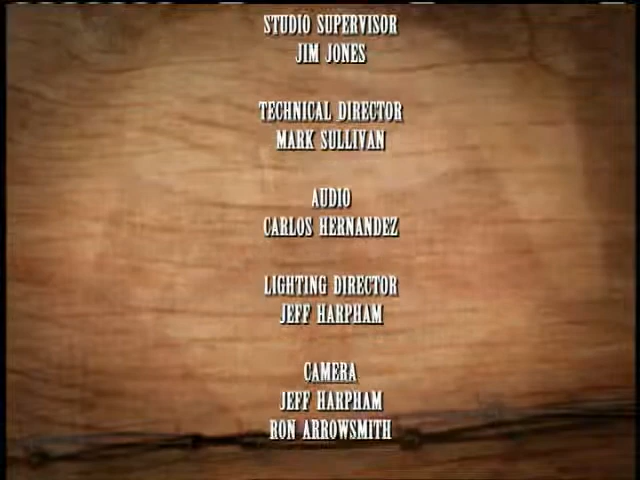 STUDIO SUPERVISOR
JIM JONES
TECHNICAL DIRECTOR
MARK SULLIVAN
AUDIO
CARLOS HERNANDEZ
LIGHTING DIRECTOR
JEFF HARPHAM
CAMERA
JEFF HARPHAM
RON ARROWSMITH